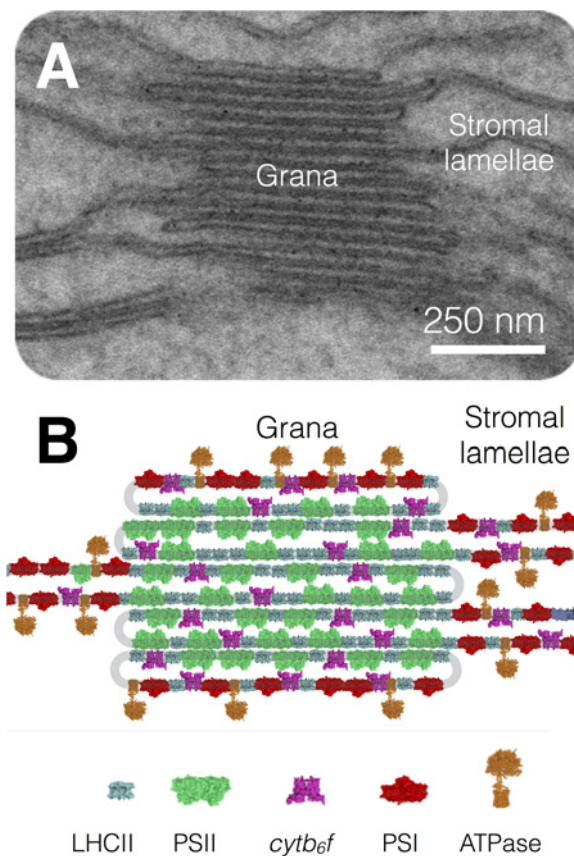 A
Grana
Stromal
lamellae
250 nm
B
Grana
Stromal
lamellae
LHCII PSII cytb₆f PSI ATPase